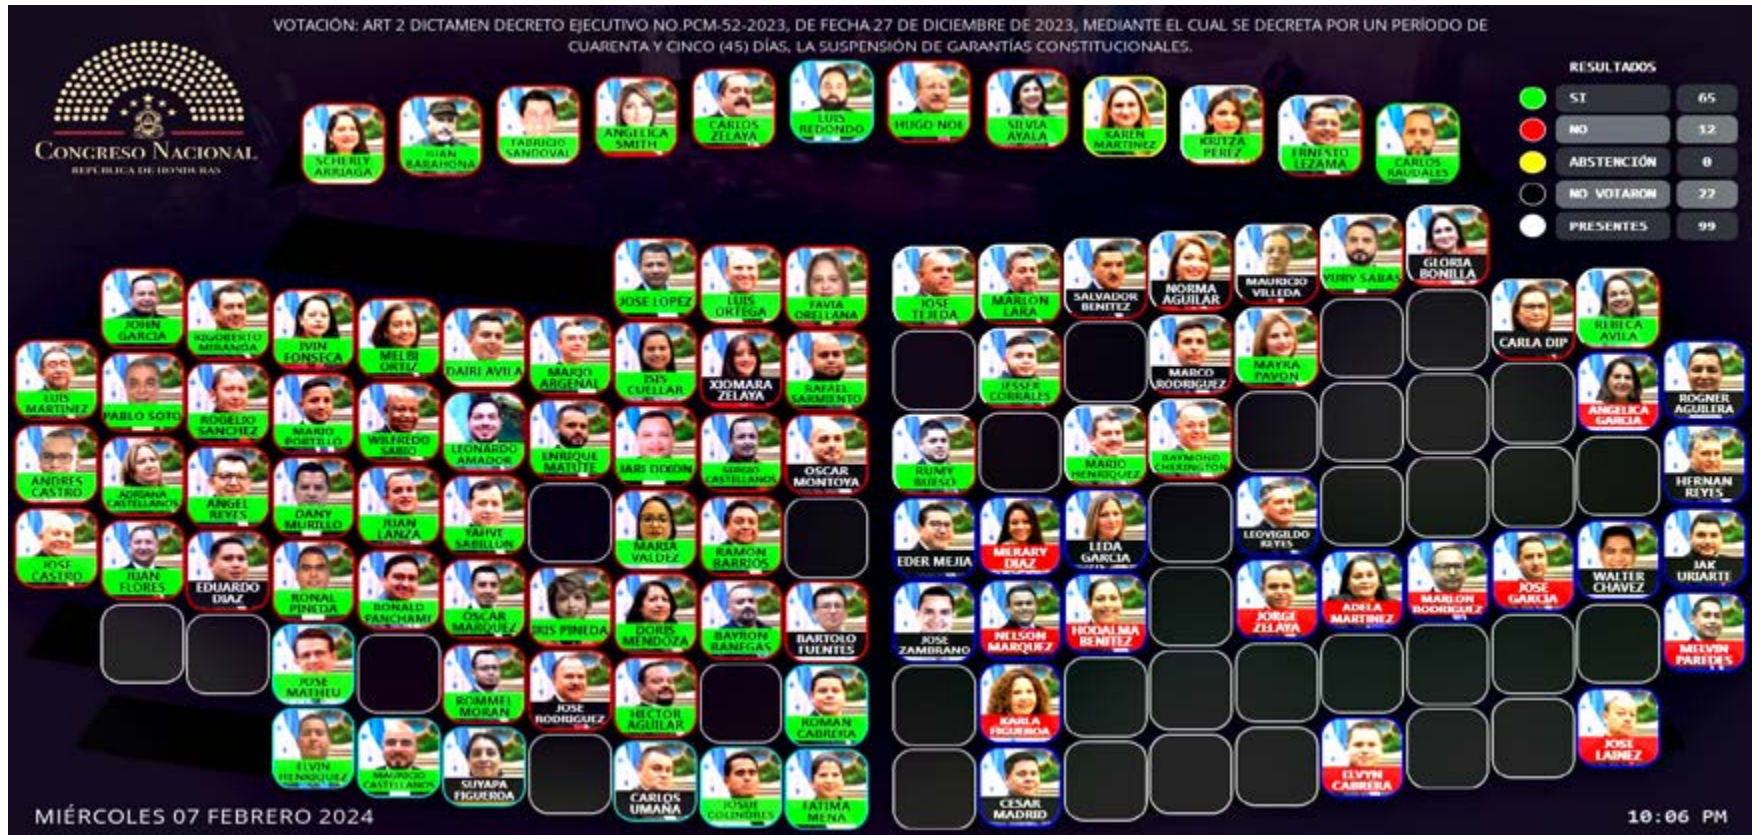 VOTACIÓN: ART 2 DICTAMEN DECRETO EJECUTIVO NO.PCM-52-2023, DE FECHA 27 DE DICIEMBRE DE 2023, MEDIANTE EL CUAL SE DECRETA POR UN PERÍODO DE
CUARENTA Y CINCO (45) DÍAS, LA SUSPENSIÓN DE GARANTÍAS CONSTITUCIONALES.
CONGRESO NACIONAL
REPÚBLICA DE HONDURAS
RESULTADOS
SI 65
NO 12
ABSTENCIÓN 0
NO VOTARON 22
PRESENTES 99
SCHERLY ARRIAGA
BARAHONA
FABRICIO SANDOVAL
ANGELICA SMITH
CARLOS ZELAYA
LUIS REDONDO
HUGO NOE
SILVIA AYALA
KAREN MARTINEZ
KRITZA PEREZ
ERNESTO LEZAMA
CARLOS RAUDALES
JOSE LOPEZ
LUIS ORTEGA
FAVIA ORELLANA
JOSE TEJEDA
MARLON LARA
SALVADOR BENITEZ
NORMA AGUILAR
MAURICIO VILLEDA
YURY SABAS
GLORIA BONILLA
JOHN GARCIA
RIGOBERTO MIRANDA
IVIN FONSECA
MELBI ORTIZ
DAIRI AVILA
MARIO ARGENAL
ISIS CUELLAR
XIOMARA ZELAYA
RAFAEL SARMIENTO
JESSER CORRALES
MARCO RODRIGUEZ
MAYRA PAVON
CARLA DIP
REBECA AVILA
LUIS MARTINEZ
PABLO SOTO
ROGELIO SANCHEZ
MARIO PORTILLO
WILFREDO SABIO
LEONARDO AMADOR
ENRIQUE MATUTE
JARI DIXON
SERGIO CASTELLANOS
OSCAR MONTOYA
RUMY BUESO
MARIO HENRIQUEZ
RAYMOND CHERINGTON
ANGELICA GARCIA
ROGNER AGUILERA
ANDRES CASTRO
ADRIANA CASTELLANOS
ANGEL REYES
DANY MURILLO
JUAN LANZA
YAHVE SABILLON
MARIA VALDEZ
RAMON BARRIOS
EDER MEJIA
MERARY DIAZ
LEDA GARCIA
LEOVIGILDO REYES
HERNAN REYES
JOSE CASTRO
JUAN FLORES
EDUARDO DIAZ
RONAL PINEDA
RONALD PANCHAME
OSCAR MARQUEZ
IRIS PINEDA
DORIS MENDOZA
BAYRON BANEGAS
BARTOLO FUENTES
JOSE ZAMBRANO
NELSON MARQUEZ
HODALMA BENITEZ
JORGE ZELAYA
ADELA MARTINEZ
MARLON RODRIGUEZ
JOSE GARCIA
WALTER CHAVEZ
JAK URIARTE
JOSE MATHEU
ROMMEL MORAN
JOSE RODRIGUEZ
HECTOR AGUILAR
ROMAN CABRERA
KARLA FIGUEROA
MELVIN PAREDES
ELVIN HENRIQUEZ
MAURICIO CASTELLANOS
SUYAPA FIGUEROA
CARLOS UMAÑA
JOSUE COLINDRES
FATIMA MENA
CESAR MADRID
ELVYN CABRERA
JOSE LAINEZ
MIÉRCOLES 07 FEBRERO 2024
10:06 PM